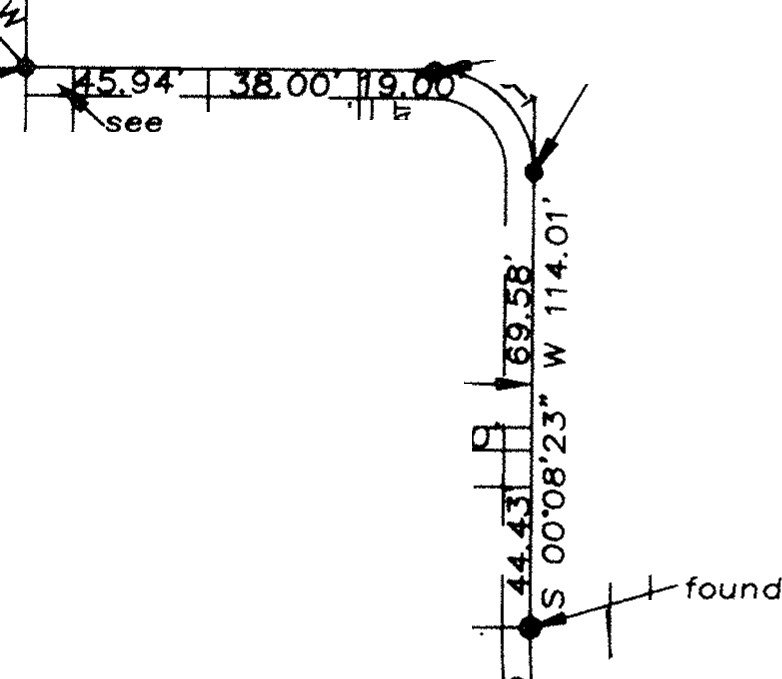 45.94' 38.00' 19.00'
see
69.58'
S 00°08'23" W 114.01'
44.43'
found